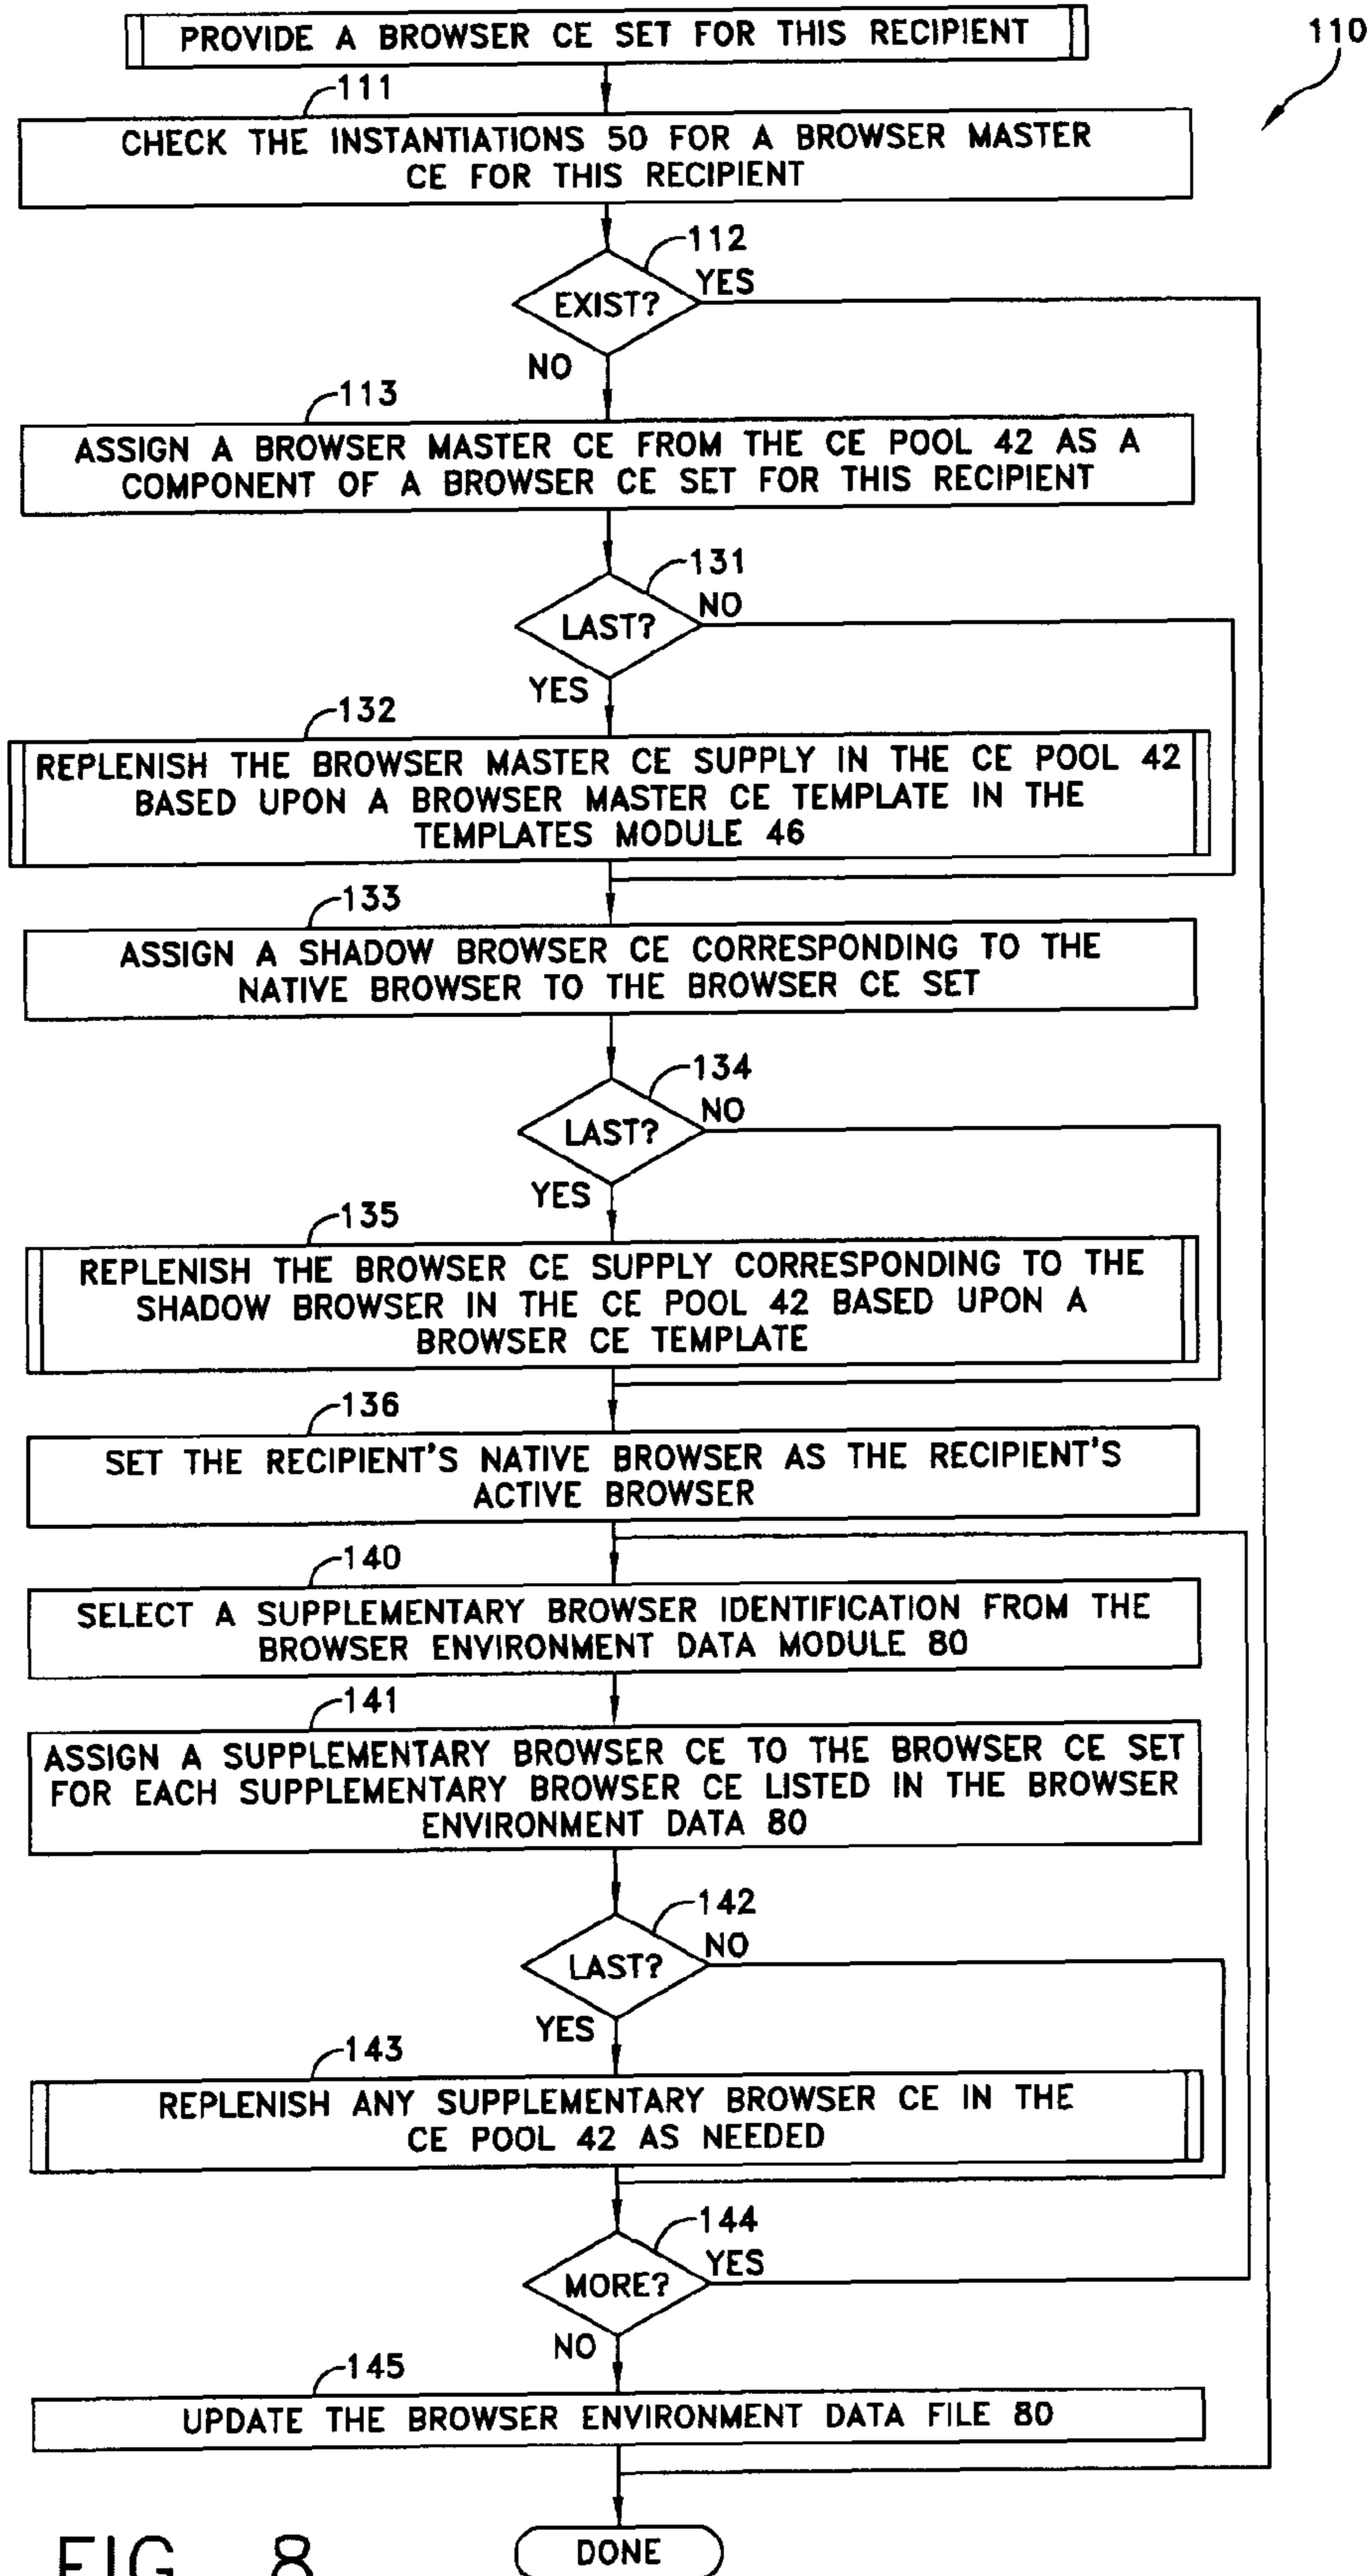 PROVIDE A BROWSER CE SET FOR THIS RECIPIENT
110
111
CHECK THE INSTANTIATIONS 50 FOR A BROWSER MASTER
CE FOR THIS RECIPIENT
112
EXIST?
YES
NO
113
ASSIGN A BROWSER MASTER CE FROM THE CE POOL 42 AS A
COMPONENT OF A BROWSER CE SET FOR THIS RECIPIENT
131
LAST?
NO
YES
132
REPLENISH THE BROWSER MASTER CE SUPPLY IN THE CE POOL 42
BASED UPON A BROWSER MASTER CE TEMPLATE IN THE
TEMPLATES MODULE 46
133
ASSIGN A SHADOW BROWSER CE CORRESPONDING TO THE
NATIVE BROWSER TO THE BROWSER CE SET
134
LAST?
NO
YES
135
REPLENISH THE BROWSER CE SUPPLY CORRESPONDING TO THE
SHADOW BROWSER IN THE CE POOL 42 BASED UPON A
BROWSER CE TEMPLATE
136
SET THE RECIPIENT'S NATIVE BROWSER AS THE RECIPIENT'S
ACTIVE BROWSER
140
SELECT A SUPPLEMENTARY BROWSER IDENTIFICATION FROM THE
BROWSER ENVIRONMENT DATA MODULE 80
141
ASSIGN A SUPPLEMENTARY BROWSER CE TO THE BROWSER CE SET
FOR EACH SUPPLEMENTARY BROWSER CE LISTED IN THE BROWSER
ENVIRONMENT DATA 80
142
LAST?
NO
YES
143
REPLENISH ANY SUPPLEMENTARY BROWSER CE IN THE
CE POOL 42 AS NEEDED
144
MORE?
YES
NO
145
UPDATE THE BROWSER ENVIRONMENT DATA FILE 80
DONE
FIG. 8